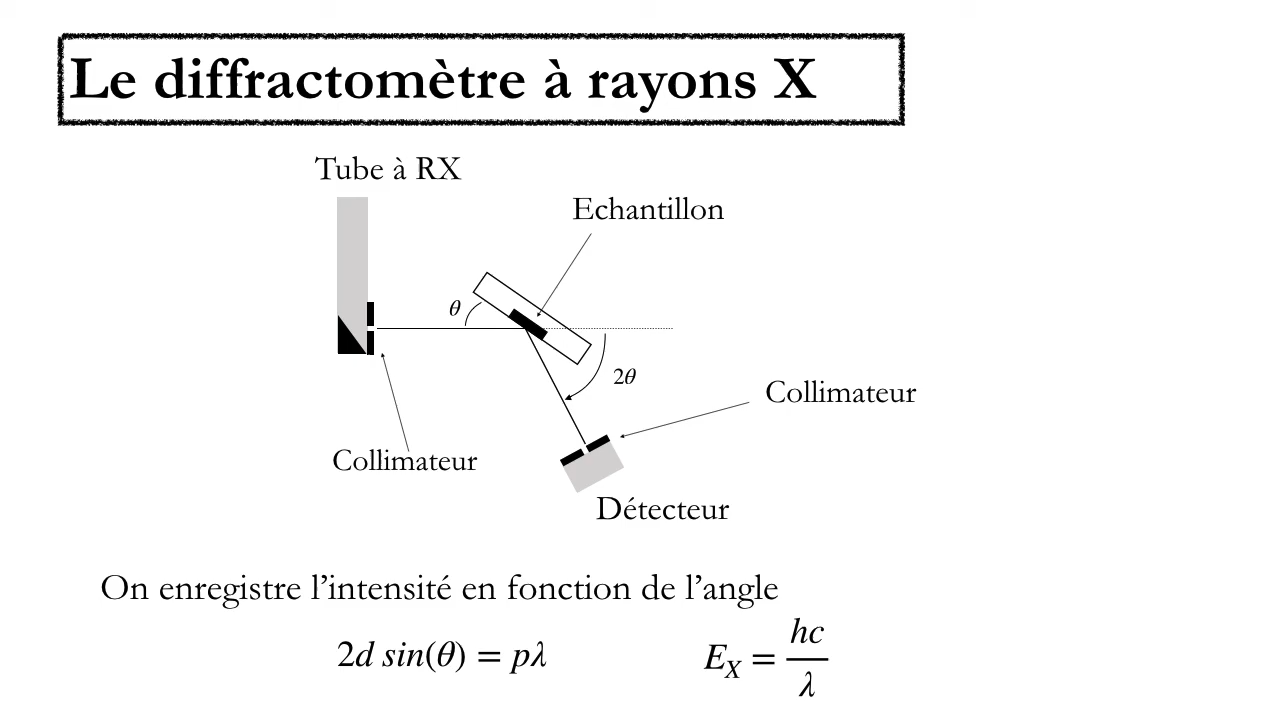 Le diffractomètre à rayons X
Tube à RX
Echantillon
θ
2θ
Collimateur
Collimateur
Détecteur
On enregistre l’intensité en fonction de l’angle
2d sin(θ) = pλ
E_X = hc/λ